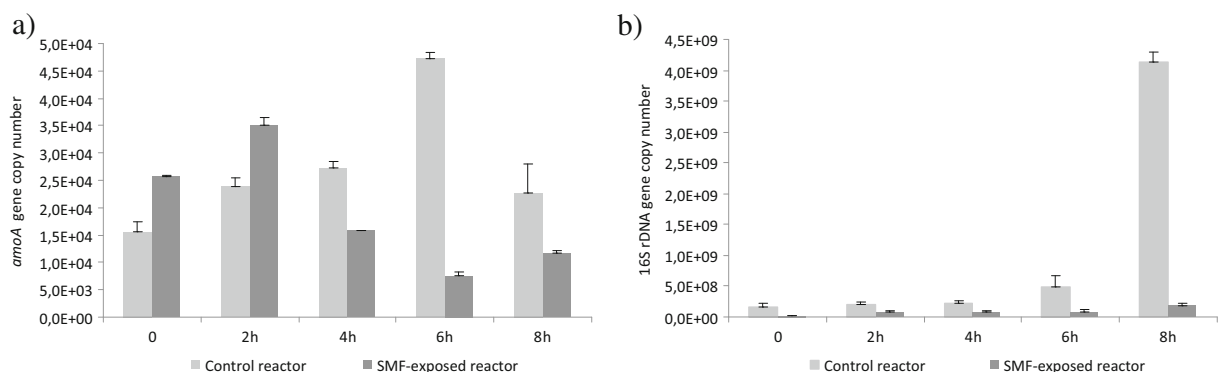 a)
amoA gene copy number
5,0E+04
4,5E+04
4,0E+04
3,5E+04
3,0E+04
2,5E+04
2,0E+04
1,5E+04
1,0E+04
5,0E+03
0,0E+00
0 2h 4h 6h 8h
Control reactor SMF-exposed reactor
b)
16S rDNA gene copy number
4,5E+09
4,0E+09
3,5E+09
3,0E+09
2,5E+09
2,0E+09
1,5E+09
1,0E+09
5,0E+08
0,0E+00
0 2h 4h 6h 8h
Control reactor SMF-exposed reactor